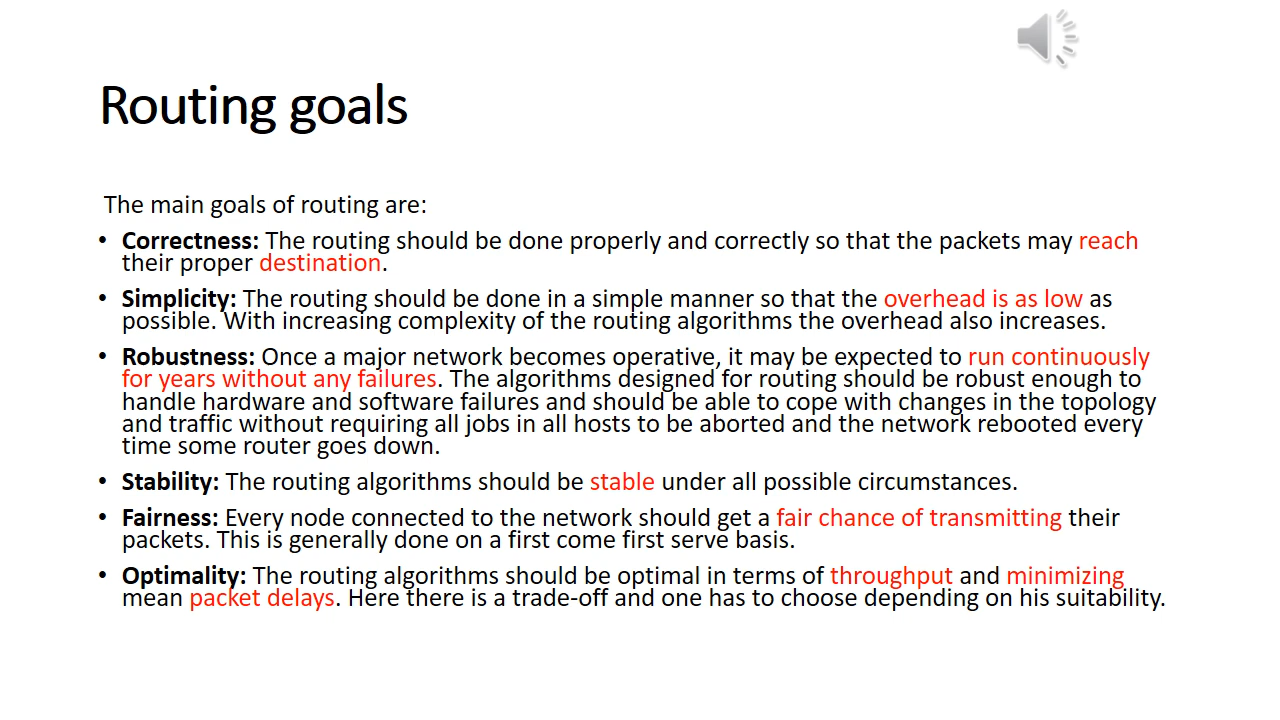 Routing goals
The main goals of routing are:
• Correctness: The routing should be done properly and correctly so that the packets may reach
their proper destination.
• Simplicity: The routing should be done in a simple manner so that the overhead is as low as
possible. With increasing complexity of the routing algorithms the overhead also increases.
• Robustness: Once a major network becomes operative, it may be expected to run continuously
for years without any failures. The algorithms designed for routing should be robust enough to
handle hardware and software failures and should be able to cope with changes in the topology
and traffic without requiring all jobs in all hosts to be aborted and the network rebooted every
time some router goes down.
• Stability: The routing algorithms should be stable under all possible circumstances.
• Fairness: Every node connected to the network should get a fair chance of transmitting their
packets. This is generally done on a first come first serve basis.
• Optimality: The routing algorithms should be optimal in terms of throughput and minimizing
mean packet delays. Here there is a trade-off and one has to choose depending on his suitability.